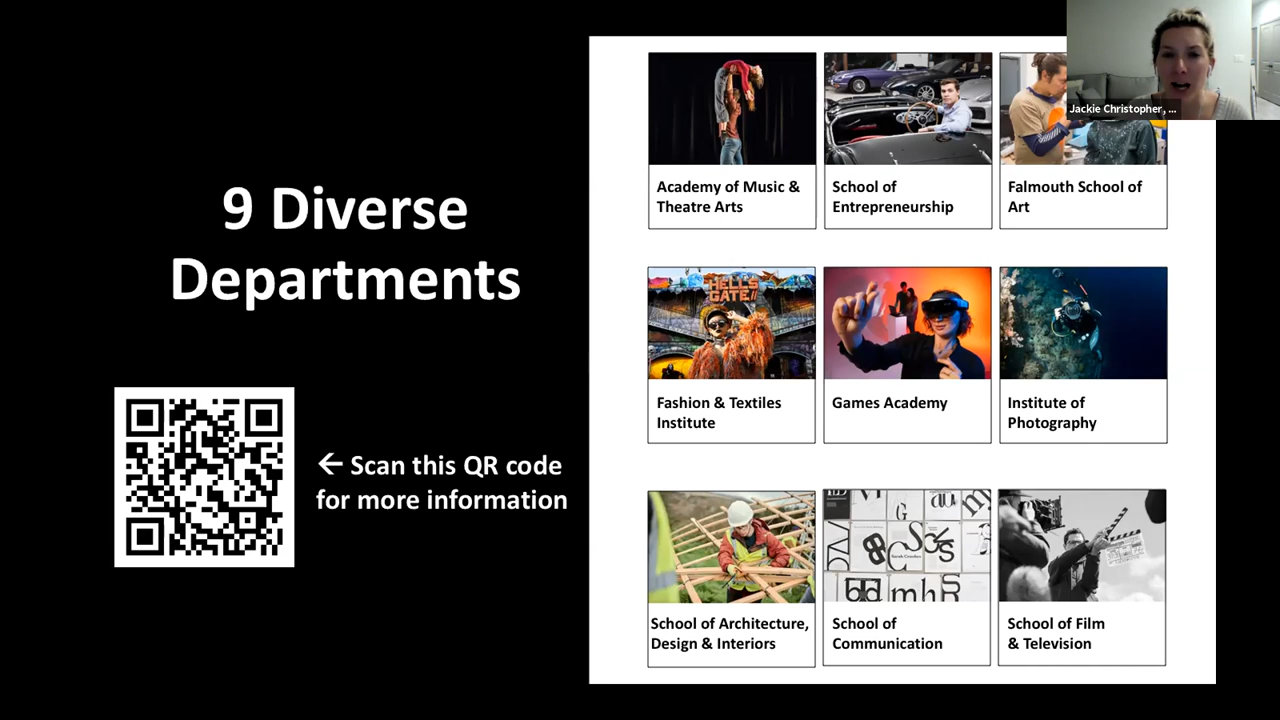 9 Diverse
Departments
← Scan this QR code
for more information
Jackie Christopher, ...
Academy of Music &
Theatre Arts
School of
Entrepreneurship
Falmouth School of
Art
HELL'S
GATE//
Fashion & Textiles
Institute
Games Academy
Institute of
Photography
School of Architecture,
Design & Interiors
School of
Communication
School of Film
& Television